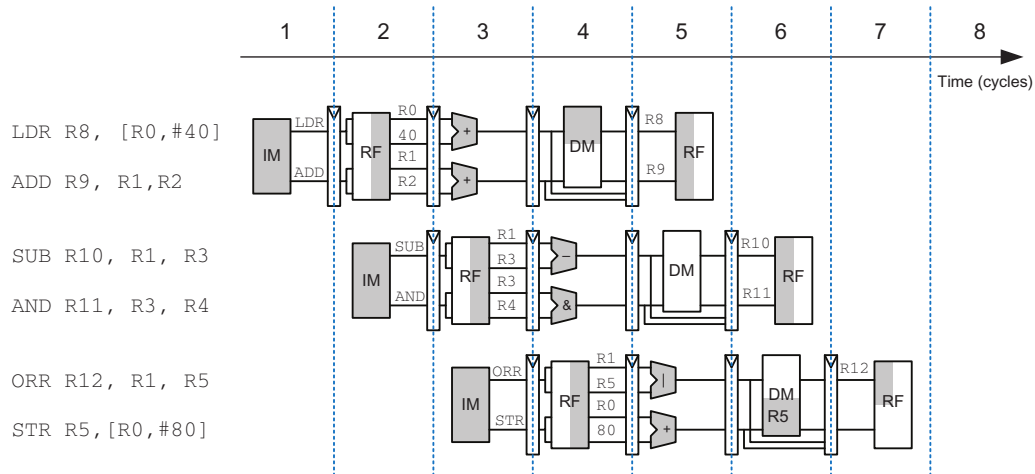 1 2 3 4 5 6 7 8
Time (cycles)
LDR R8, [R0,#40]
ADD R9, R1,R2
IM LDR ADD RF R0 40 R1 R2 + + DM R8 R9 RF
SUB R10, R1, R3
AND R11, R3, R4
IM SUB AND RF R1 R3 R3 R4 − & DM R10 R11 RF
ORR R12, R1, R5
STR R5,[R0,#80]
IM ORR STR RF R1 R5 R0 80 | + DM R5 R12 RF